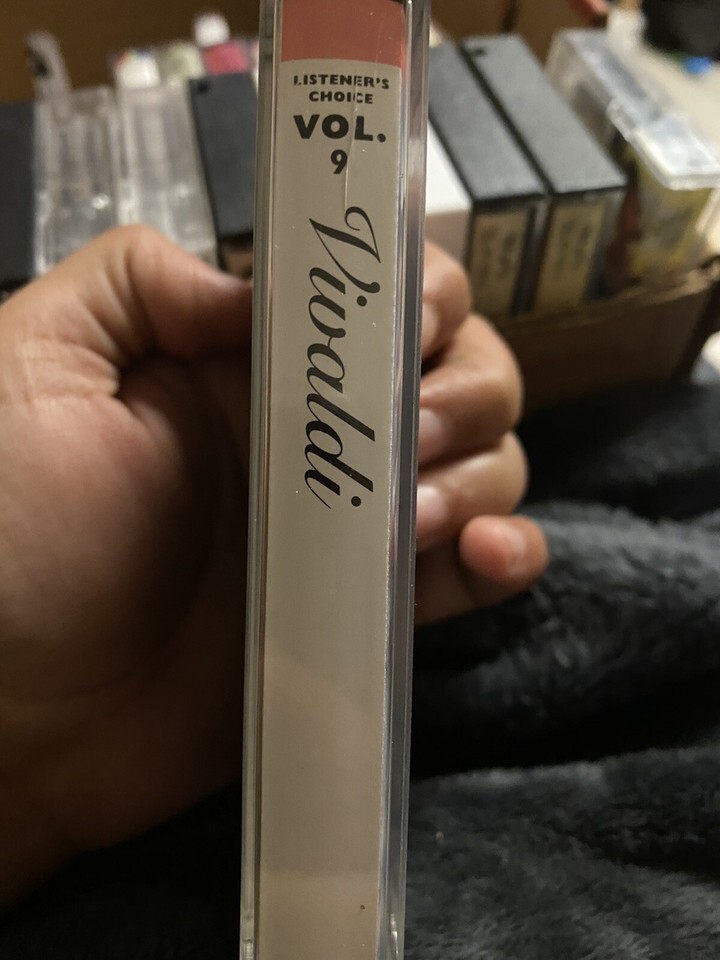 LISTENER'S
CHOICE
VOL.
9
Vivaldi